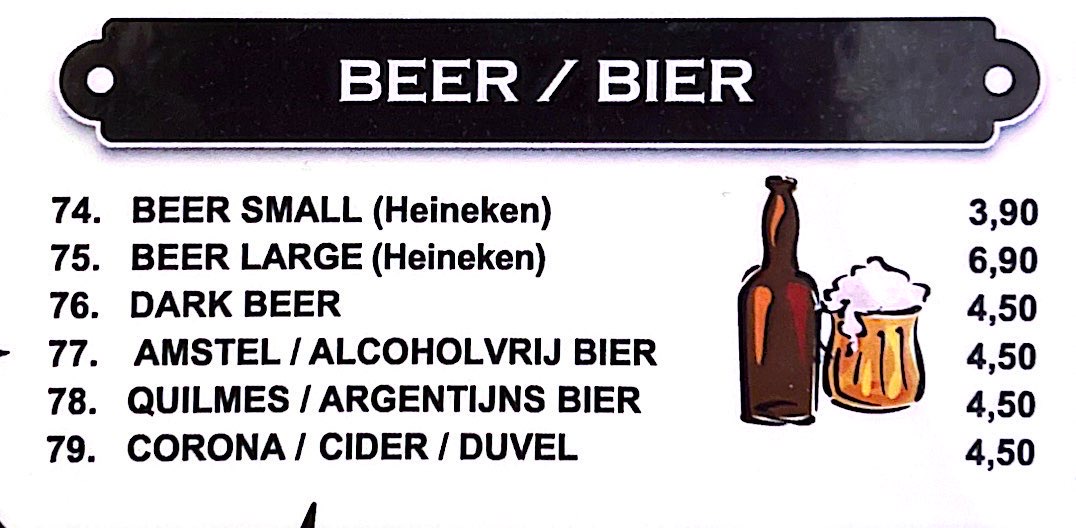 BEER / BIER
74. BEER SMALL (Heineken) 3,90
75. BEER LARGE (Heineken) 6,90
76. DARK BEER 4,50
77. AMSTEL / ALCOHOLVRIJ BIER 4,50
78. QUILMES / ARGENTIJNS BIER 4,50
79. CORONA / CIDER / DUVEL 4,50